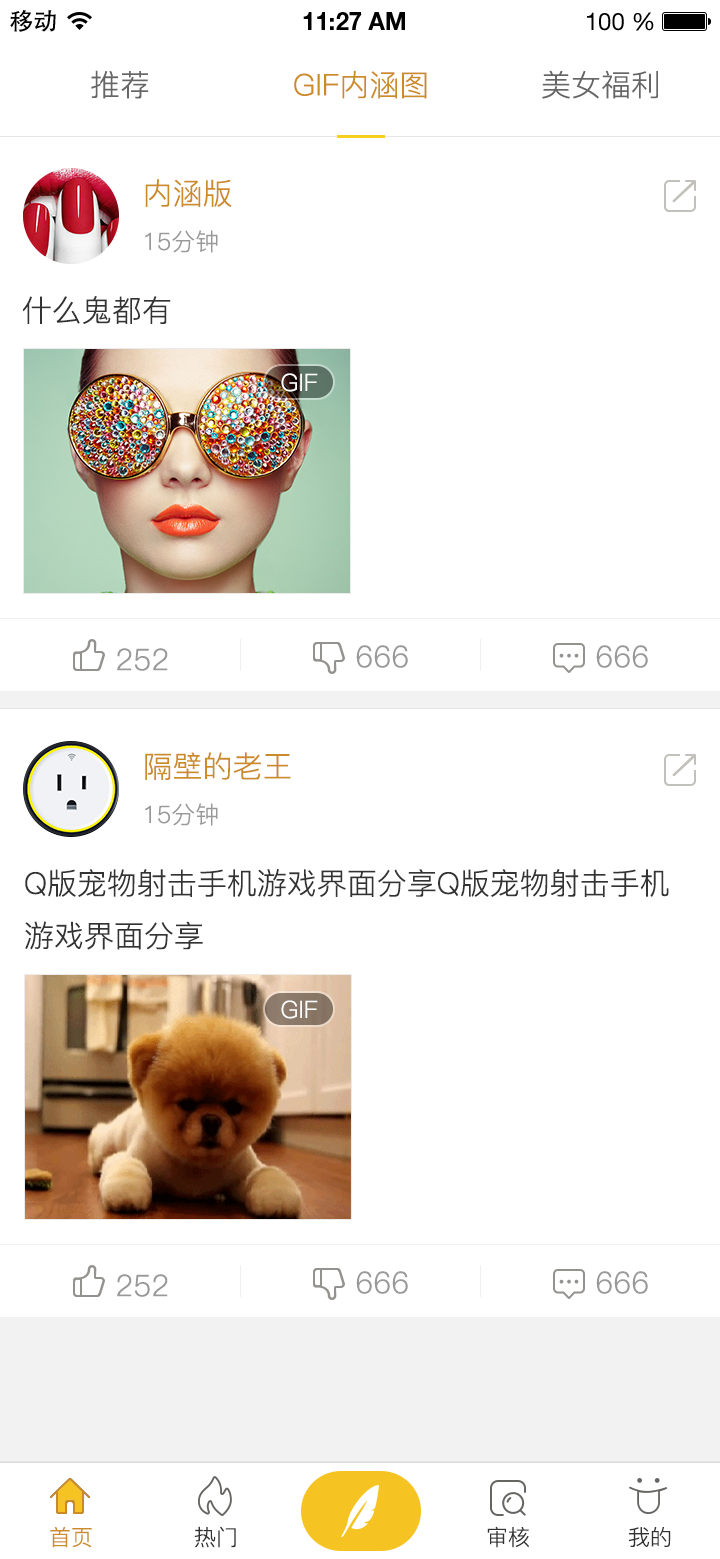 移动 11:27 AM 100 %
推荐 GIF内涵图 美女福利
内涵版
15分钟
什么鬼都有
GIF
252 666 666
隔壁的老王
15分钟
Q版宠物射击手机游戏界面分享Q版宠物射击手机
游戏界面分享
GIF
252 666 666
首页 热门 审核 我的